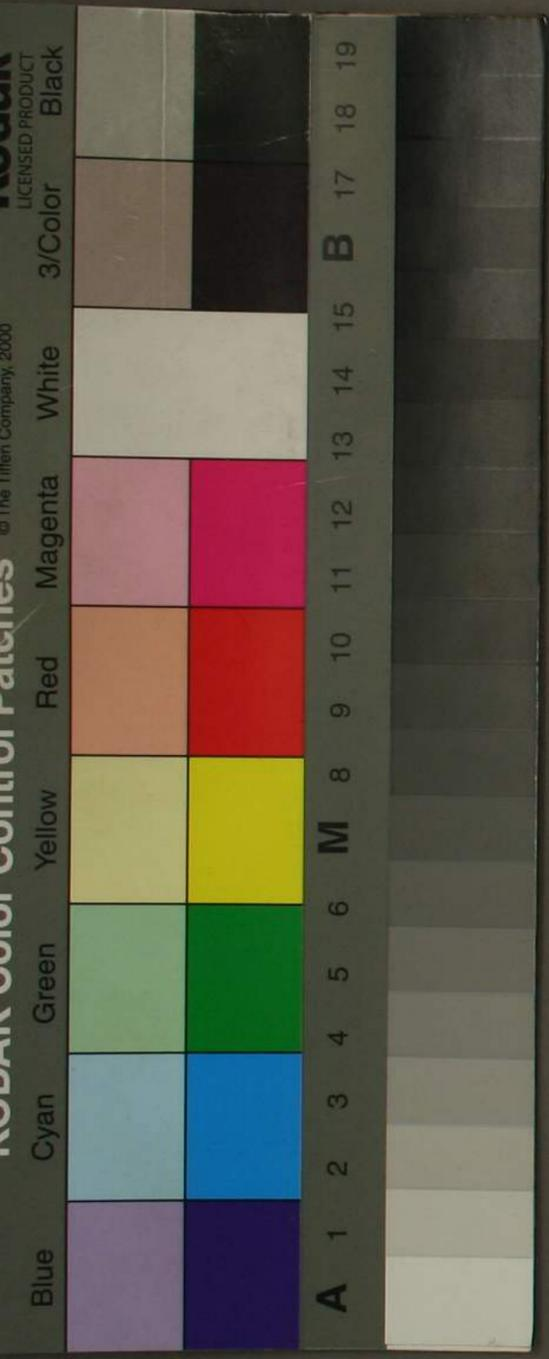 KODAK Color Control Patches
© The Tiffen Company, 2000
Kodak
LICENSED PRODUCT
Blue Cyan Green Yellow Red Magenta White 3/Color Black
A 1 2 3 4 5 6 M 8 9 10 11 12 13 14 15 B 17 18 19